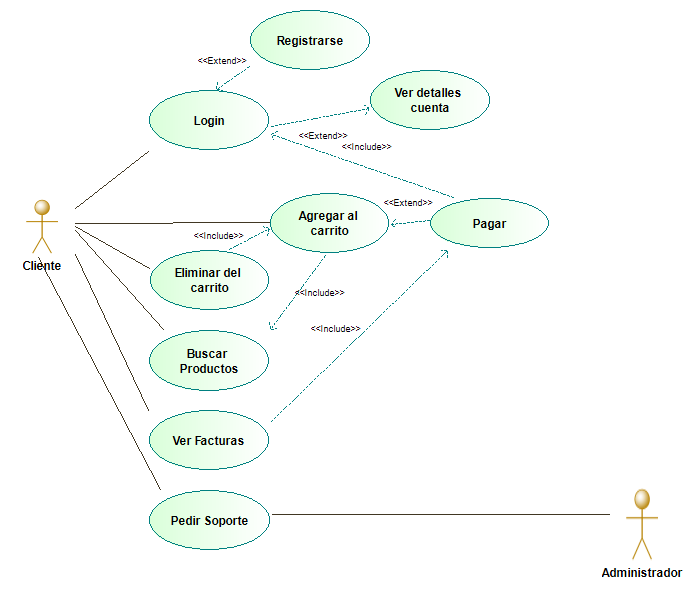 Registrarse
<<Extend>>
Ver detalles
cuenta
Login
<<Extend>>
<<Include>>
<<Extend>>
Agregar al
carrito
Pagar
<<Include>>
Cliente
Eliminar del
carrito
<<Include>>
<<Include>>
Buscar
Productos
Ver Facturas
Pedir Soporte
Administrador